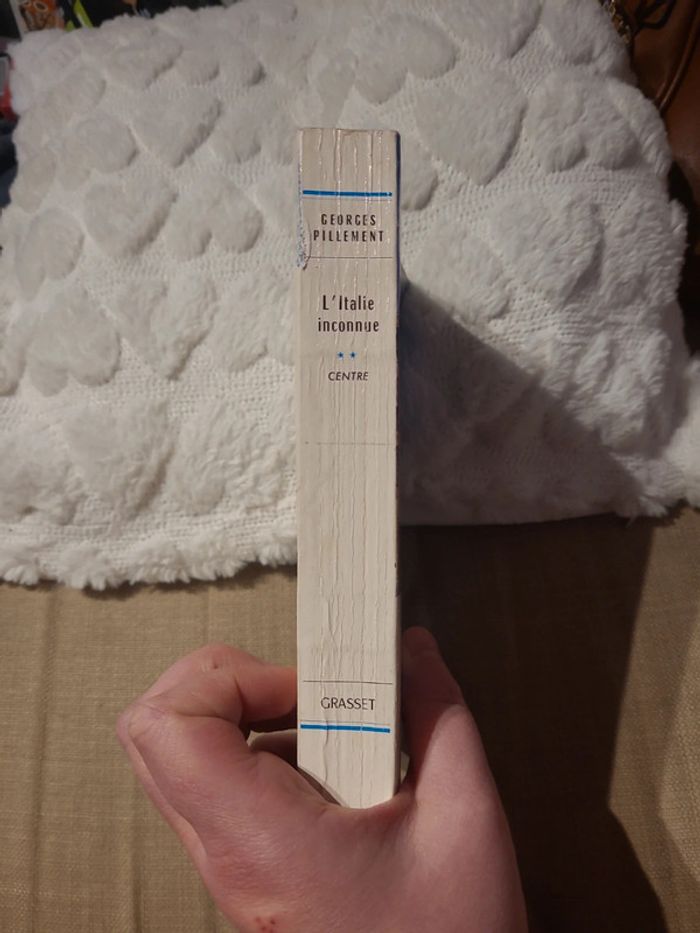 GEORGES
PILLEMENT
L'Italie
inconnue
★ ★
CENTRE
GRASSET